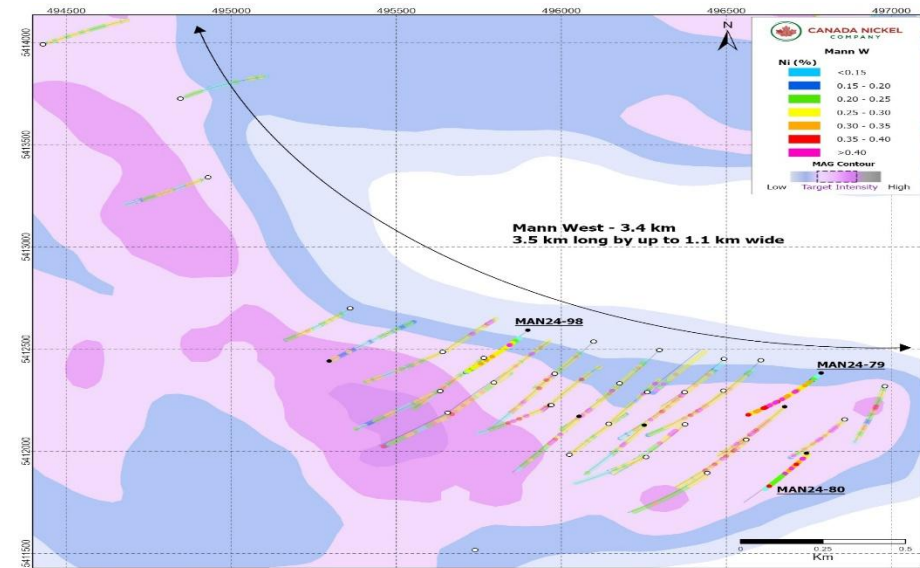 494500 495000 495500 496000 496500 497000
5414000
5413500
5413000
5412500
5412000
5411500
N
CANADA NICKEL
COMPANY
Mann W
Ni (%)
<0.15
0.15 - 0.20
0.20 - 0.25
0.25 - 0.30
0.30 - 0.35
0.35 - 0.40
>0.40
MAG Contour
Low Target Intensity High
Mann West - 3.4 km
3.5 km long by up to 1.1 km wide
MAN24-98
MAN24-79
MAN24-80
0 0.25 0.5
Km